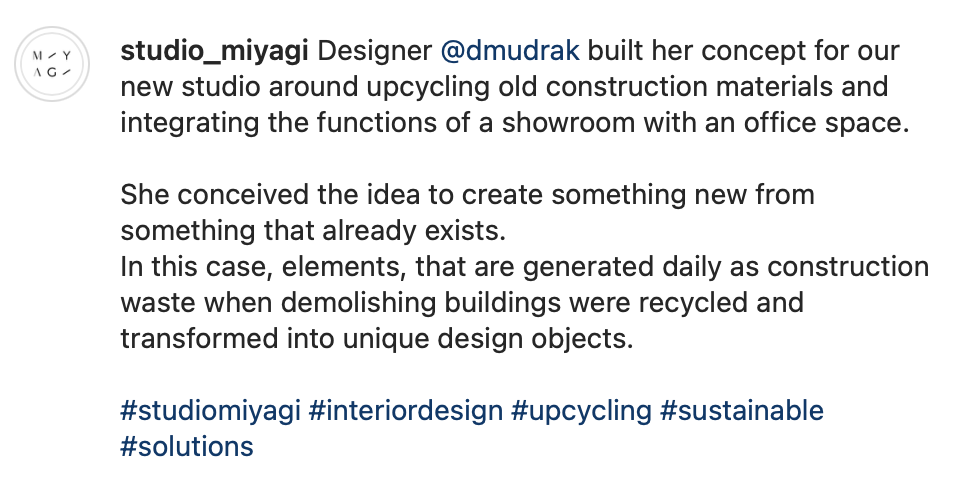 M / Y
A G /
studio_miyagi Designer @dmudrak built her concept for our
new studio around upcycling old construction materials and
integrating the functions of a showroom with an office space.
She conceived the idea to create something new from
something that already exists.
In this case, elements, that are generated daily as construction
waste when demolishing buildings were recycled and
transformed into unique design objects.
#studiomiyagi #interiordesign #upcycling #sustainable
#solutions